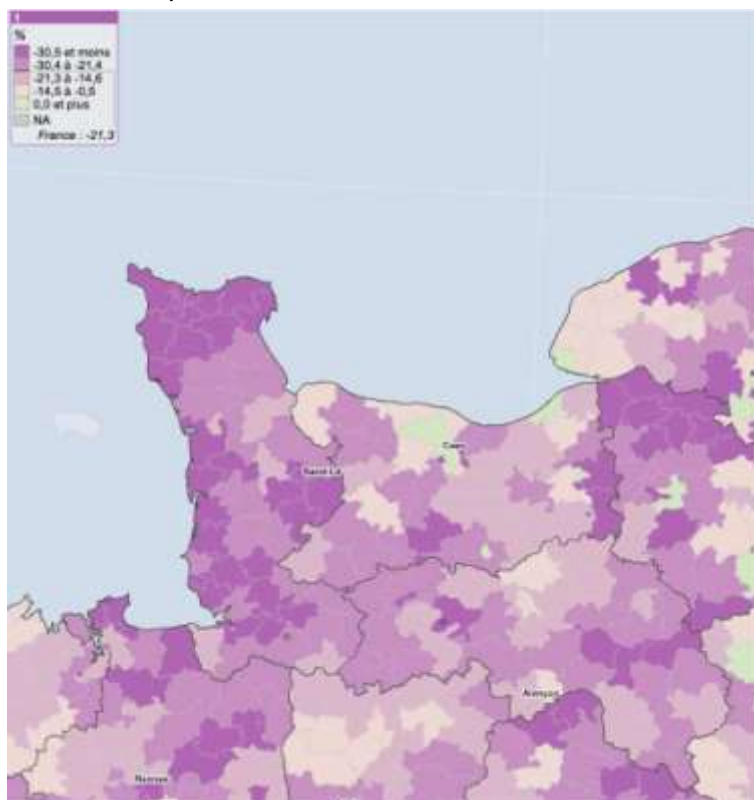 %
-30,5 et moins
-30,4 à -21,4
-21,3 à -14,6
-14,5 à -0,5
0,0 et plus
NA
France : -21,3
Caen
Saint-Lô
Alençon
Rennes